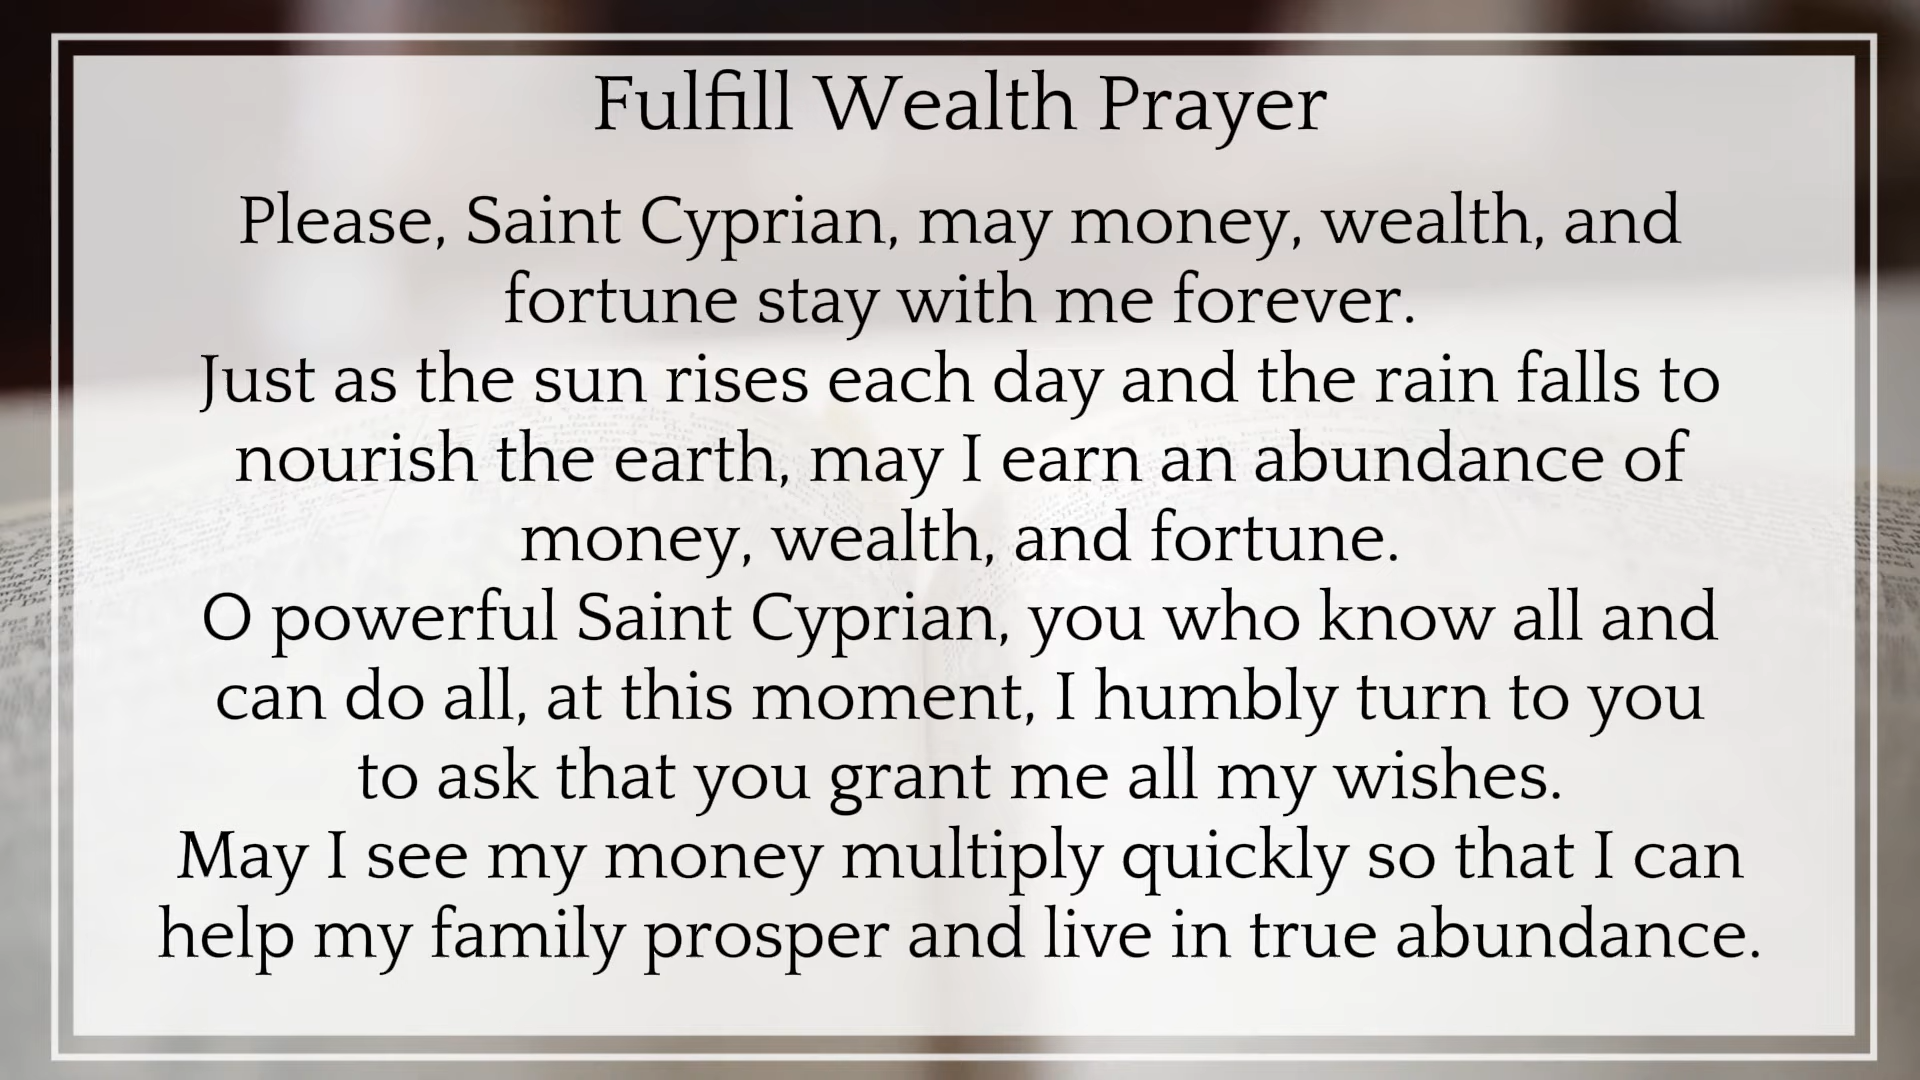 Fulfill Wealth Prayer
Please, Saint Cyprian, may money, wealth, and
fortune stay with me forever.
Just as the sun rises each day and the rain falls to
nourish the earth, may I earn an abundance of
money, wealth, and fortune.
O powerful Saint Cyprian, you who know all and
can do all, at this moment, I humbly turn to you
to ask that you grant me all my wishes.
May I see my money multiply quickly so that I can
help my family prosper and live in true abundance.